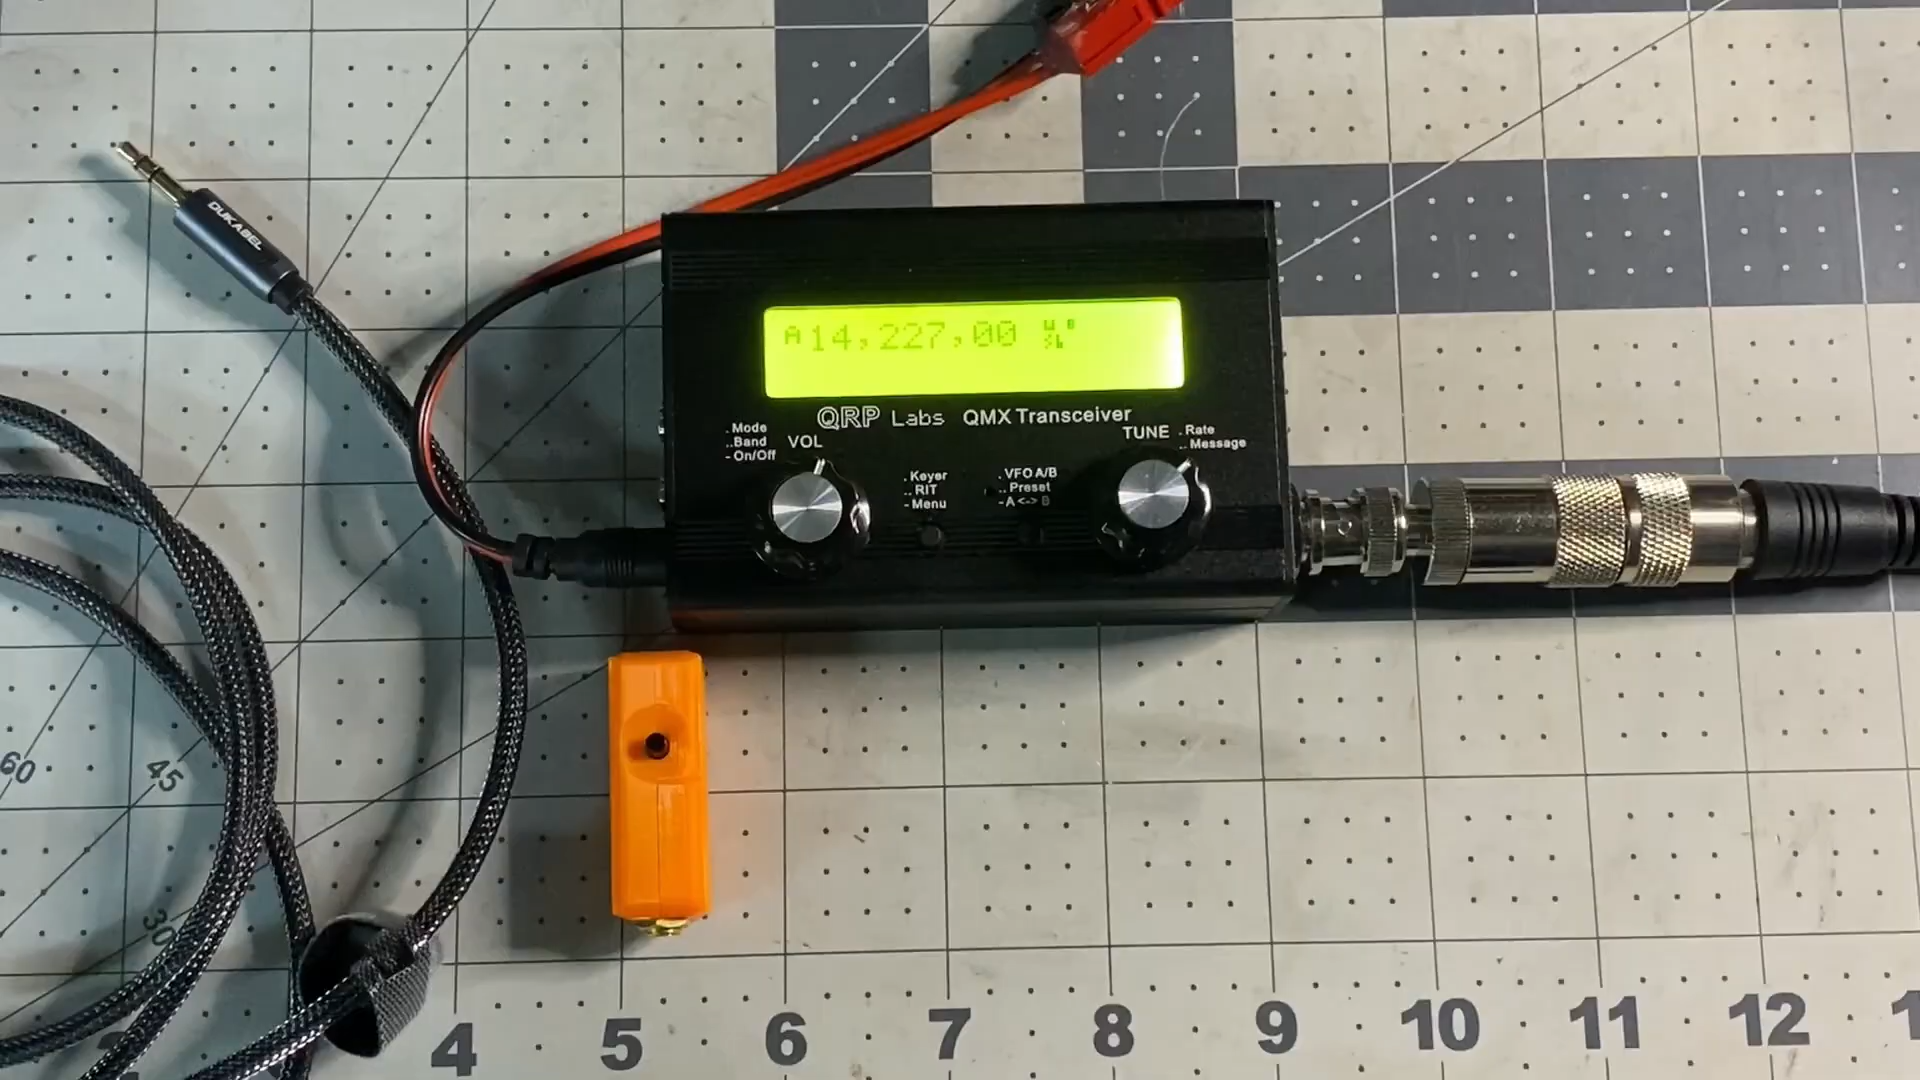 DUKABEL
A 14,227,00
QRP Labs QMX Transceiver
. Mode
.. Band
- On/Off
VOL
TUNE
. Rate
.. Message
. Keyer
.. RIT
- Menu
. VFO A/B
.. Preset
- A <-> B
60
45
30
4 5 6 7 8 9 10 11 12